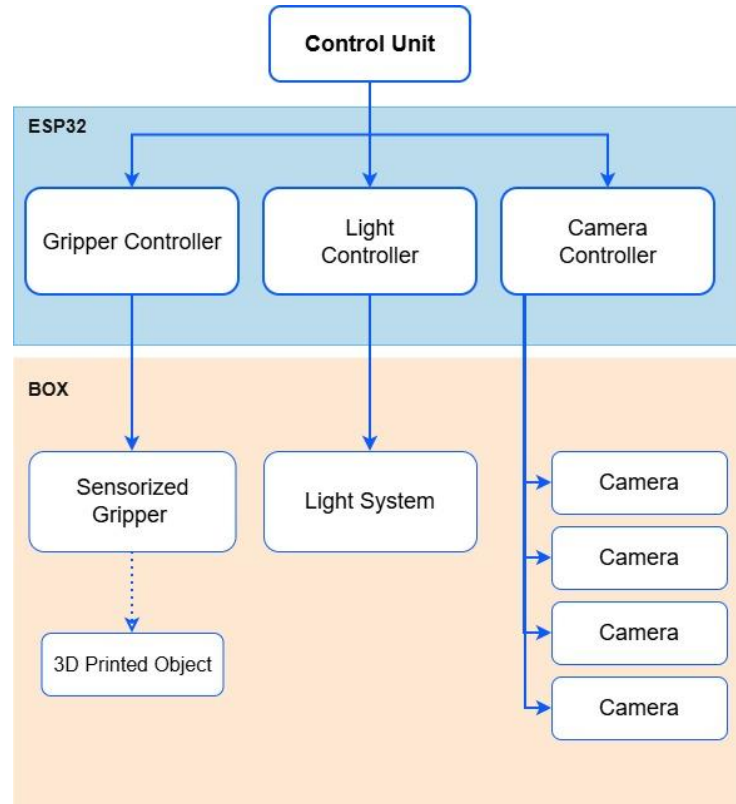 Control Unit
ESP32
Gripper Controller
Light
Controller
Camera
Controller
BOX
Sensorized
Gripper
Light System
Camera
Camera
Camera
Camera
3D Printed Object